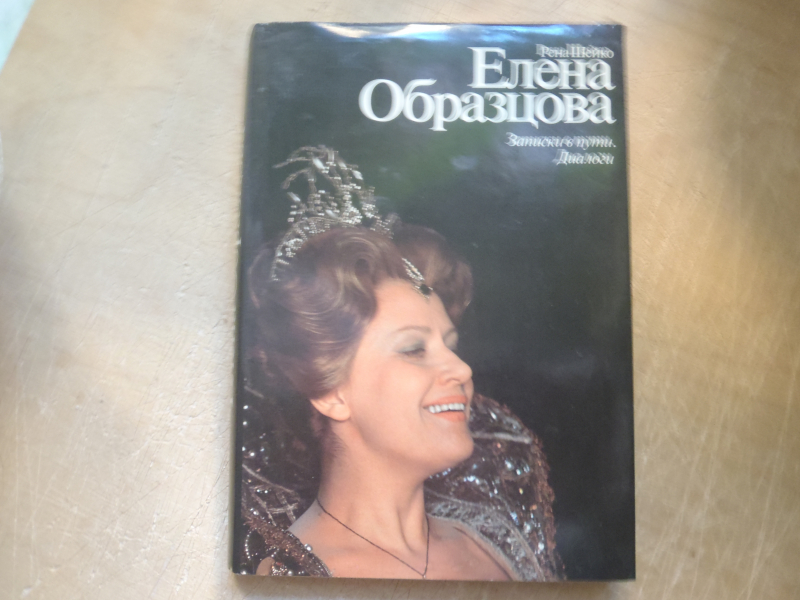 Рена Шейко
Елена
Образцова
Записки в пути.
Диалоги